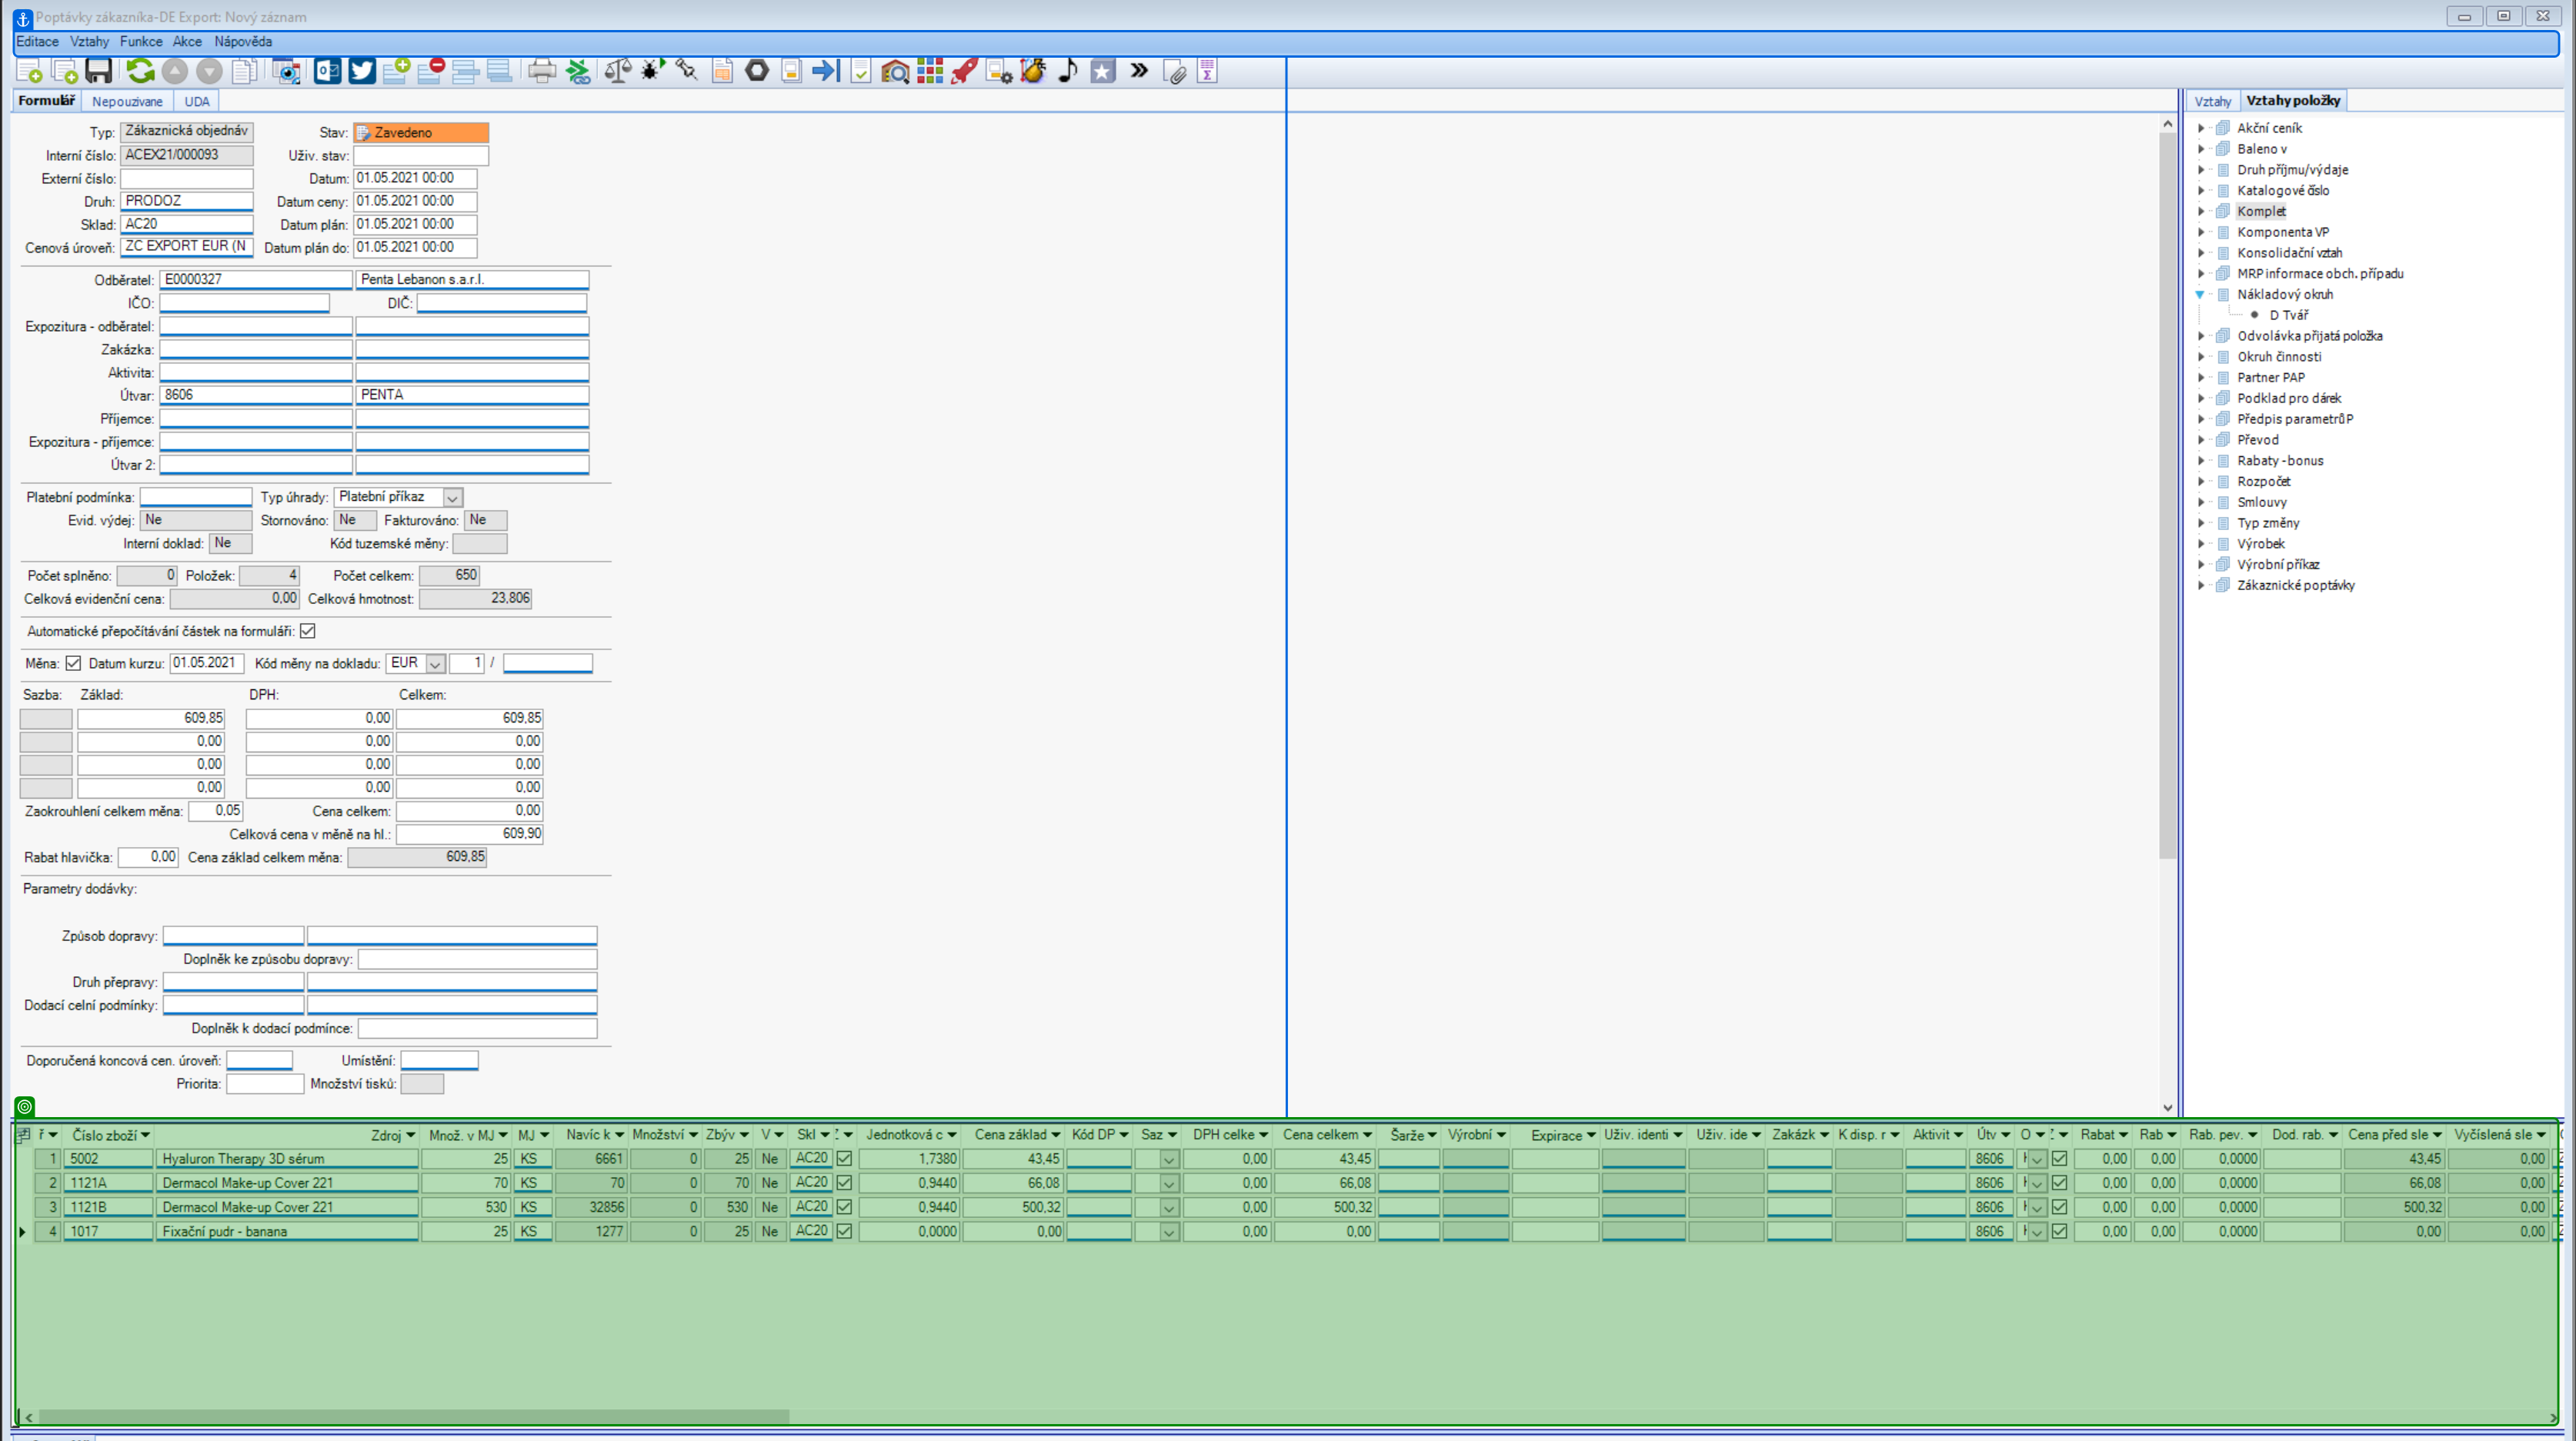 Poptávky zákazníka-DE Export: Nový záznam
Editace Vztahy Funkce Akce Nápověda
Formulář Nepouzivane UDA
Typ: Zákaznická objednáv Stav: Zavedeno
Interní číslo: ACEX21/000093 Uživ. stav:
Externí číslo: Datum: 01.05.2021 00:00
Druh: PRODOZ Datum ceny: 01.05.2021 00:00
Sklad: AC20 Datum plán: 01.05.2021 00:00
Cenová úroveň: ZC EXPORT EUR (N Datum plán do: 01.05.2021 00:00
Odběratel: E0000327 Penta Lebanon s.a.r.l.
IČO: DIČ:
Expozitura - odběratel:
Zakázka:
Aktivita:
Útvar: 8606 PENTA
Příjemce:
Expozitura - příjemce:
Útvar 2:
Platební podmínka: Typ úhrady: Platební příkaz
Evid. výdej: Ne Stornováno: Ne Fakturováno: Ne
Interní doklad: Ne Kód tuzemské měny:
Počet splněno: 0 Položek: 4 Počet celkem: 650
Celková evidenční cena: 0,00 Celková hmotnost: 23,806
Automatické přepočítávání částek na formuláři:
Měna: Datum kurzu: 01.05.2021 Kód měny na dokladu: EUR 1 /
Sazba: Základ: DPH: Celkem:
609,85 0,00 609,85
0,00 0,00 0,00
0,00 0,00 0,00
0,00 0,00 0,00
Zaokrouhlení celkem měna: 0,05 Cena celkem: 0,00
Celková cena v měně na hl.: 609,90
Rabat hlavička: 0,00 Cena základ celkem měna: 609,85
Parametry dodávky:
Způsob dopravy:
Doplněk ke způsobu dopravy:
Druh přepravy:
Dodací celní podmínky:
Doplněk k dodací podmínce:
Doporučená koncová cen. úroveň: Umístění:
Priorita: Množství tisků:
Vztahy Vztahy položky
Akční ceník
Baleno v
Druh příjmu/výdaje
Katalogové číslo
Komplet
Komponenta VP
Konsolidační vztah
MRP informace obch. případu
Nákladový okruh
D Tvář
Odvolávka přijatá položka
Okruh činnosti
Partner PAP
Podklad pro dárek
Předpis parametrů P
Převod
Rabaty - bonus
Rozpočet
Smlouvy
Typ změny
Výrobek
Výrobní příkaz
Zákaznické poptávky
ř Číslo zboží Zdroj Množ. v MJ MJ Navíc k Množství Zbýv V Skl Jednotková c Cena základ Kód DP Saz DPH celke Cena celkem Šarže Výrobní Expirace Uživ. identi Uživ. ide Zakázk K disp. r Aktivit Útv O Rabat Rab Rab. pev. Dod. rab. Cena před sle Vyčíslená sle
1 5002 Hyaluron Therapy 3D sérum 25 KS 6661 0 25 Ne AC20 1,7380 43,45 0,00 43,45 8606 0,00 0,00 0,0000 43,45 0,00
2 1121A Dermacol Make-up Cover 221 70 KS 70 0 70 Ne AC20 0,9440 66,08 0,00 66,08 8606 0,00 0,00 0,0000 66,08 0,00
3 1121B Dermacol Make-up Cover 221 530 KS 32856 0 530 Ne AC20 0,9440 500,32 0,00 500,32 8606 0,00 0,00 0,0000 500,32 0,00
4 1017 Fixační pudr - banana 25 KS 1277 0 25 Ne AC20 0,0000 0,00 0,00 0,00 8606 0,00 0,00 0,0000 0,00 0,00